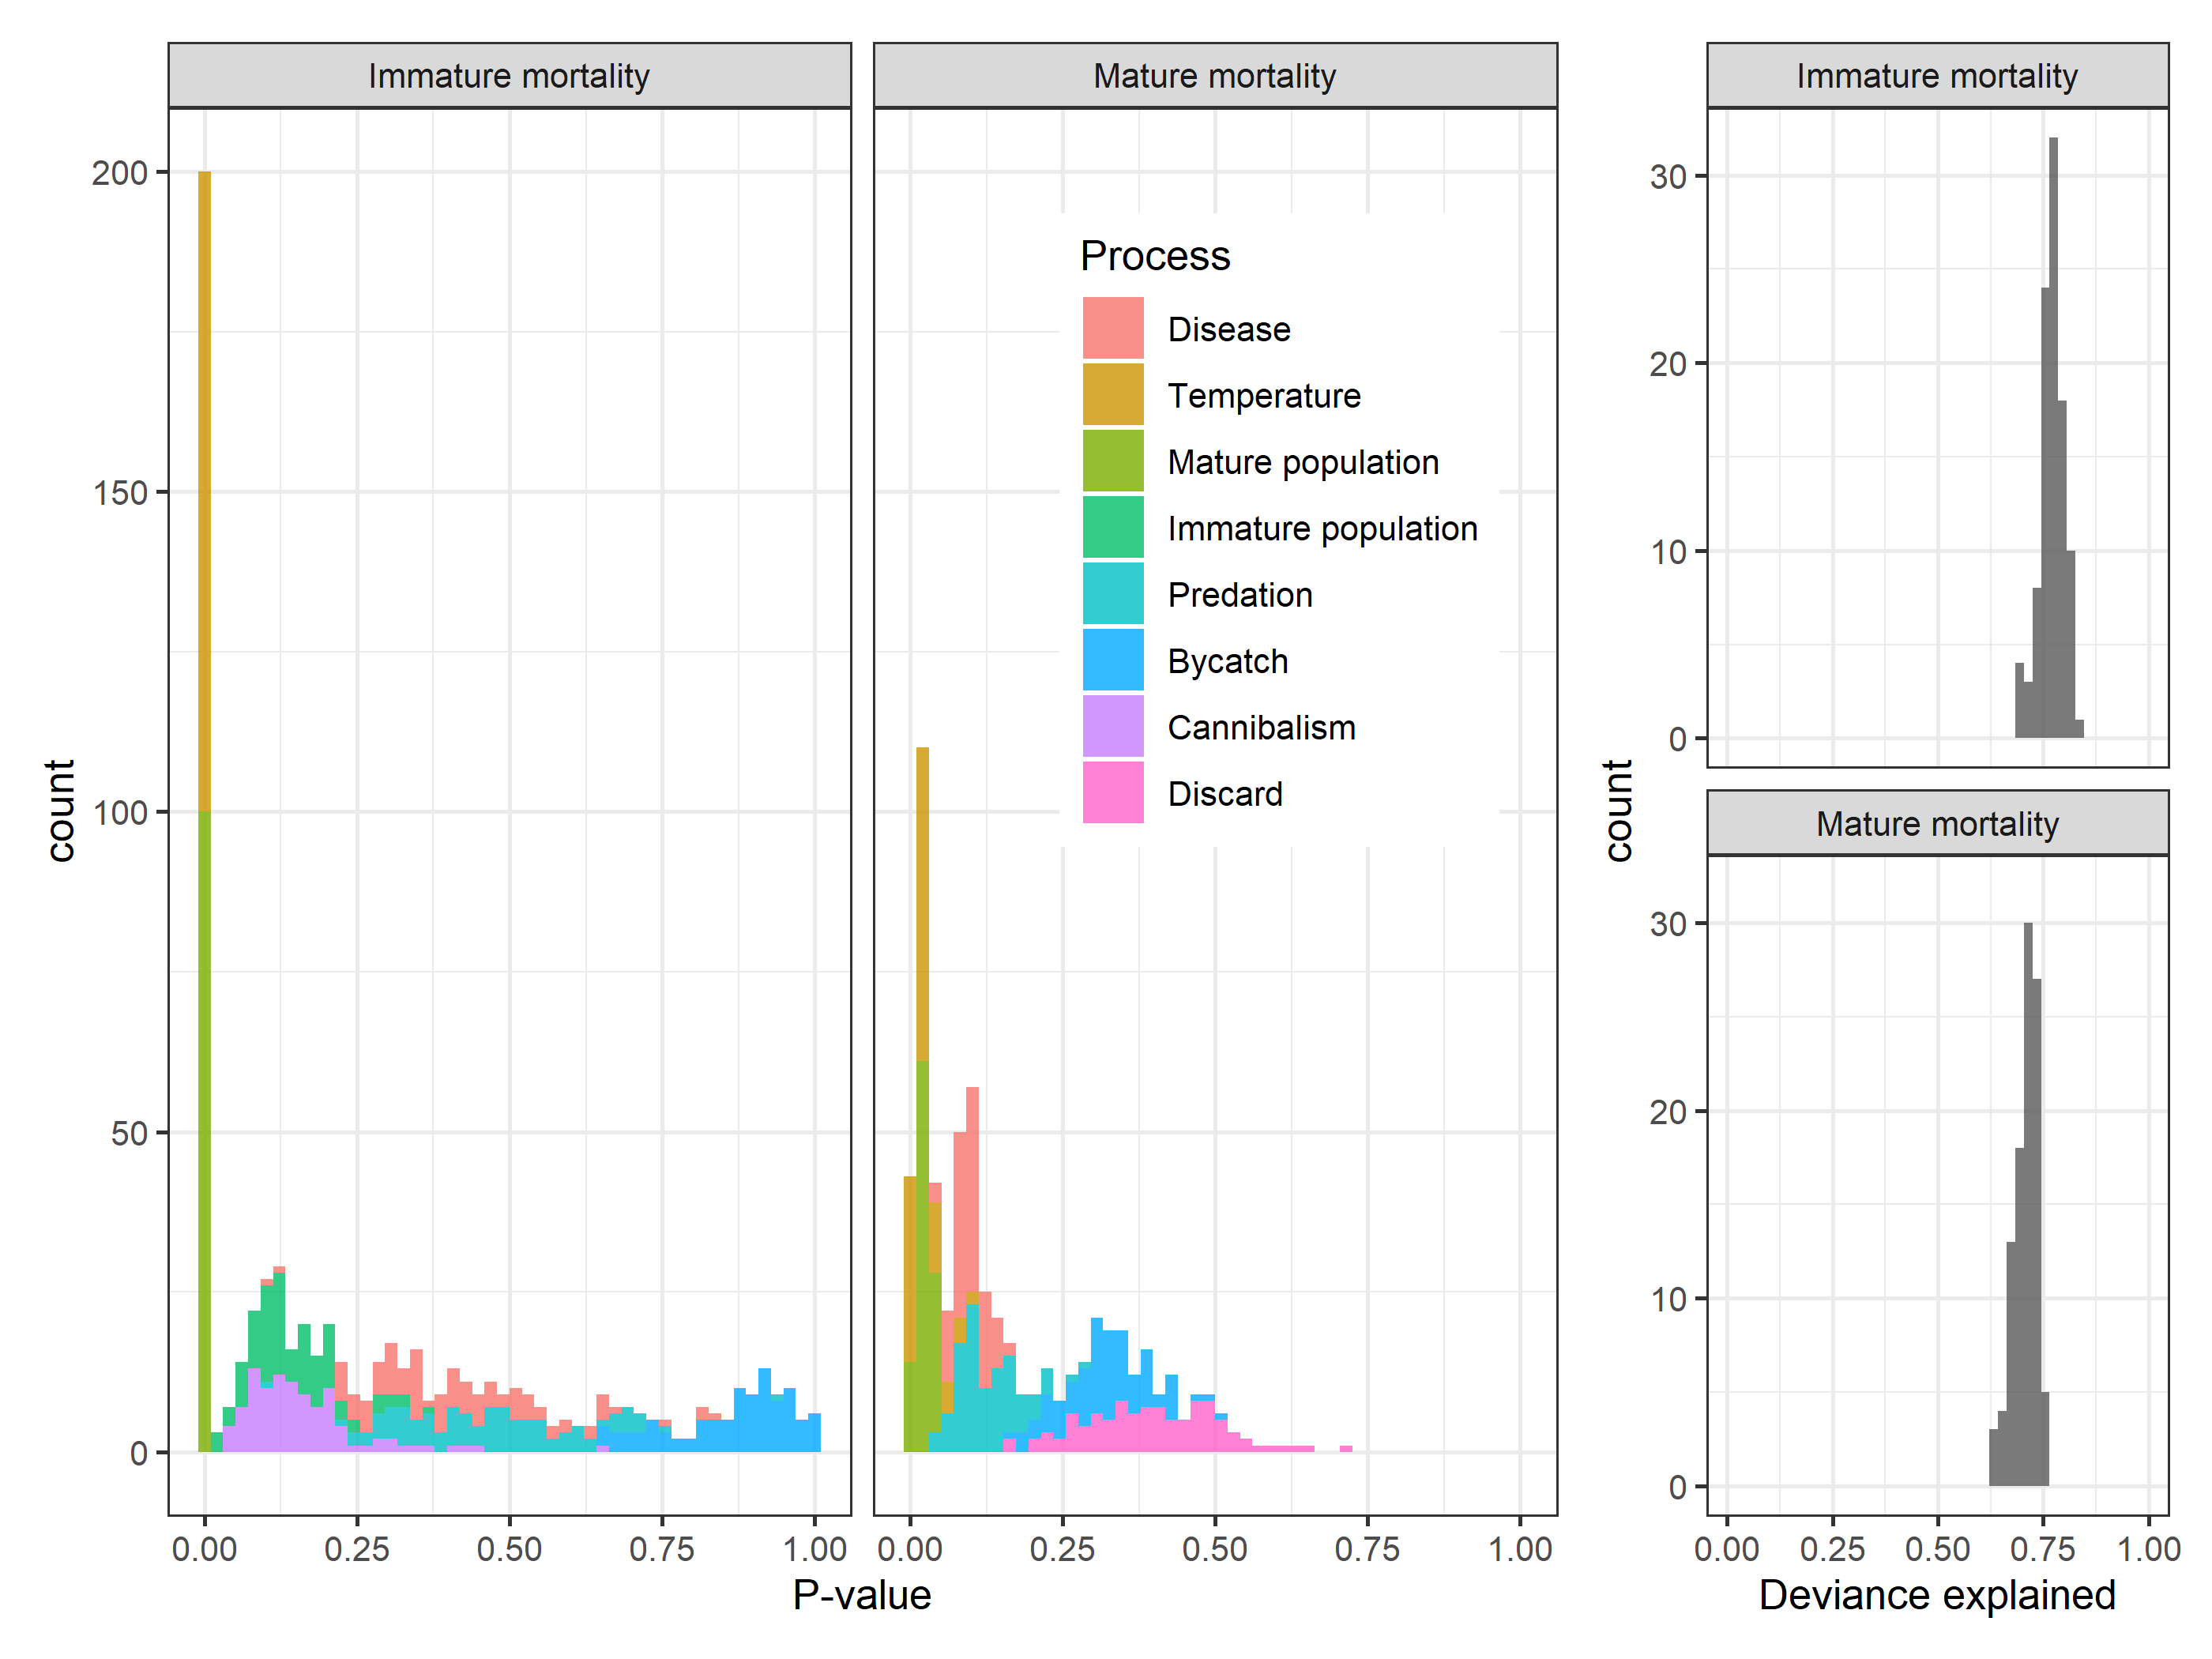 Immature mortality
Mature mortality
Immature mortality
200
150
100
50
0
count
Process
Disease
Temperature
Mature population
Immature population
Predation
Bycatch
Cannibalism
Discard
0.00 0.25 0.50 0.75 1.00
0.00 0.25 0.50 0.75 1.00
P-value
30
20
10
0
count
Mature mortality
30
20
10
0
0.00 0.25 0.50 0.75 1.00
Deviance explained